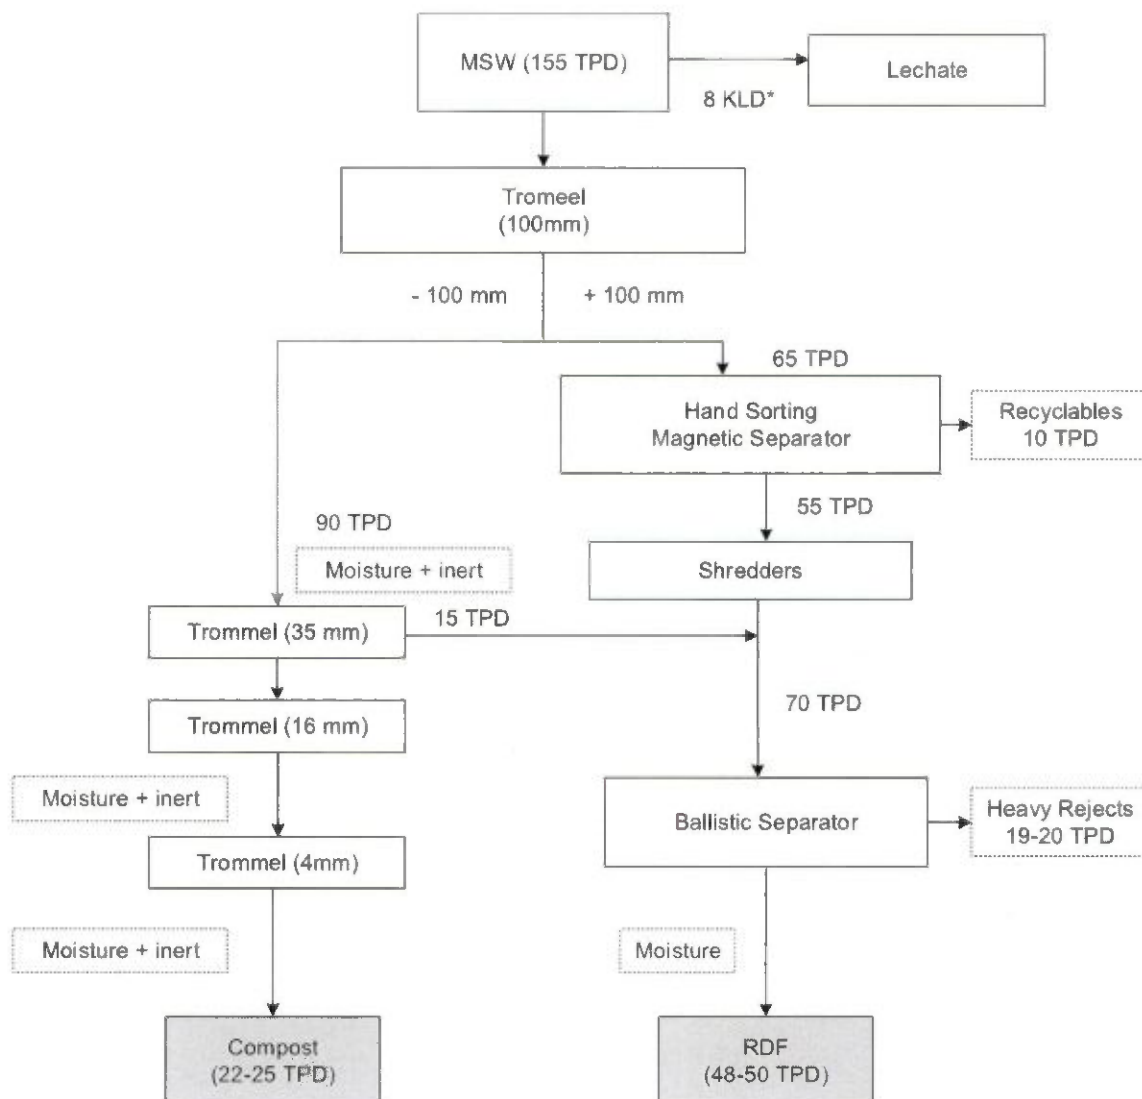 MSW (155 TPD)
Lechate
8 KLD*
Tromeel
(100mm)
- 100 mm
+ 100 mm
65 TPD
Hand Sorting
Magnetic Separator
Recyclables
10 TPD
55 TPD
90 TPD
Moisture + inert
Shredders
Trommel (35 mm)
15 TPD
Trommel (16 mm)
70 TPD
Moisture + inert
Ballistic Separator
Heavy Rejects
19-20 TPD
Trommel (4mm)
Moisture + inert
Moisture
Compost
(22-25 TPD)
RDF
(48-50 TPD)